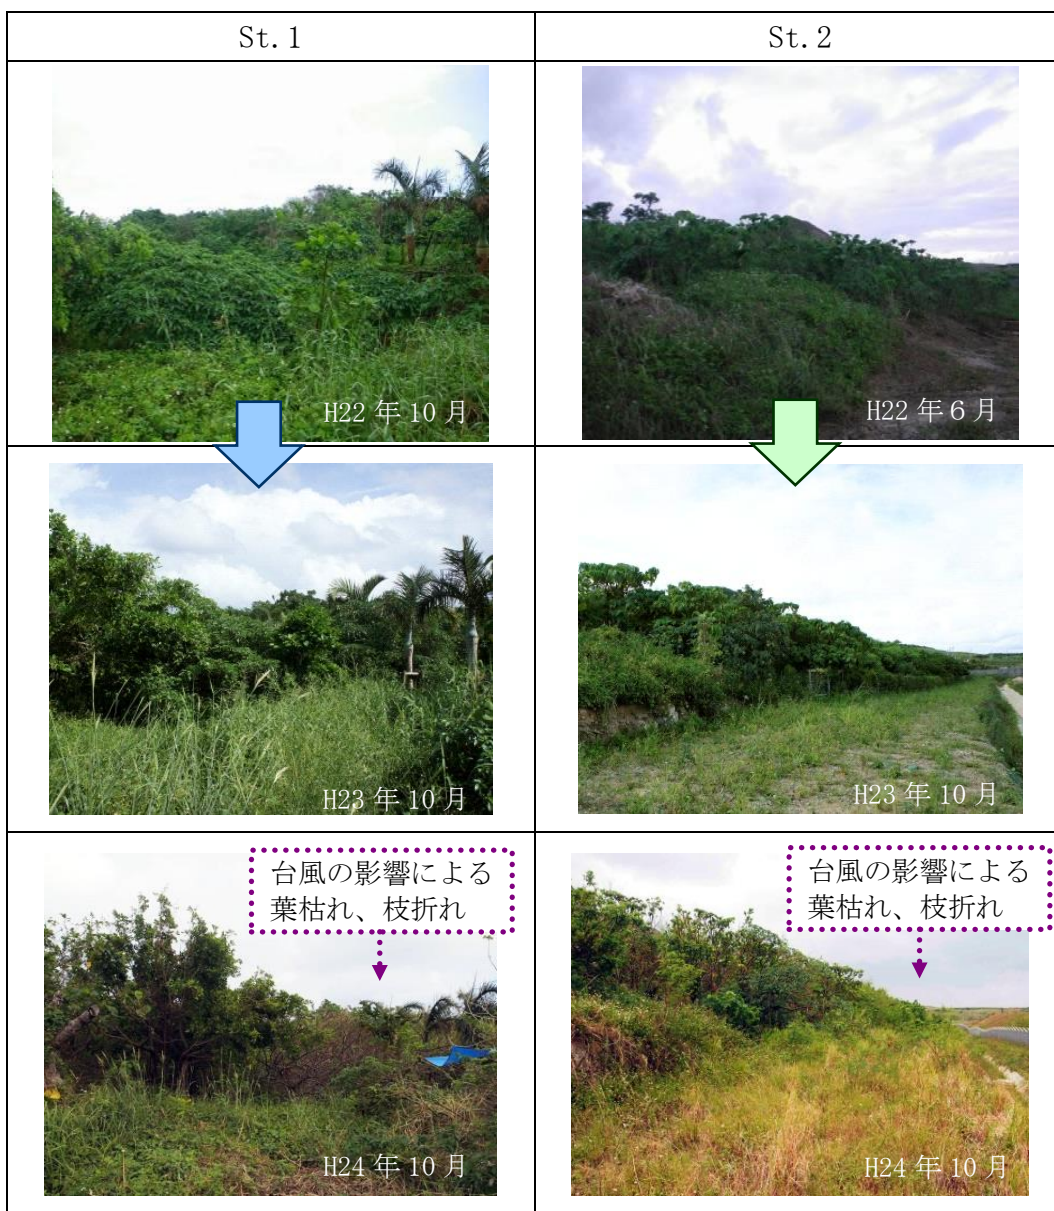 St.1
St.2
H22 年 10 月
H22 年 6 月
H23 年 10 月
H23 年 10 月
台風の影響による
葉枯れ、枝折れ
台風の影響による
葉枯れ、枝折れ
H24 年 10 月
H24 年 10 月